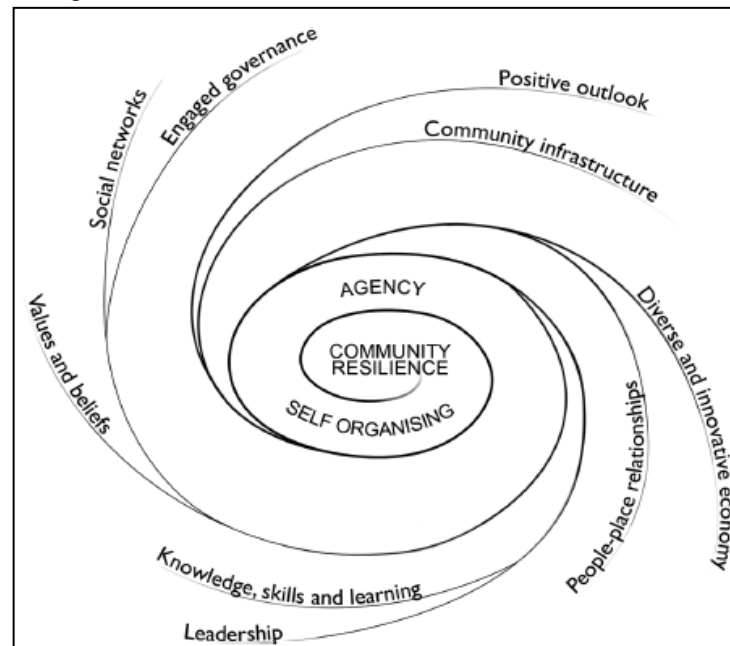 Engaged governance
Social networks
Positive outlook
Community infrastructure
Values and beliefs
AGENCY
COMMUNITY
RESILIENCE
SELF ORGANISING
Diverse and innovative economy
People-place relationships
Knowledge, skills and learning
Leadership